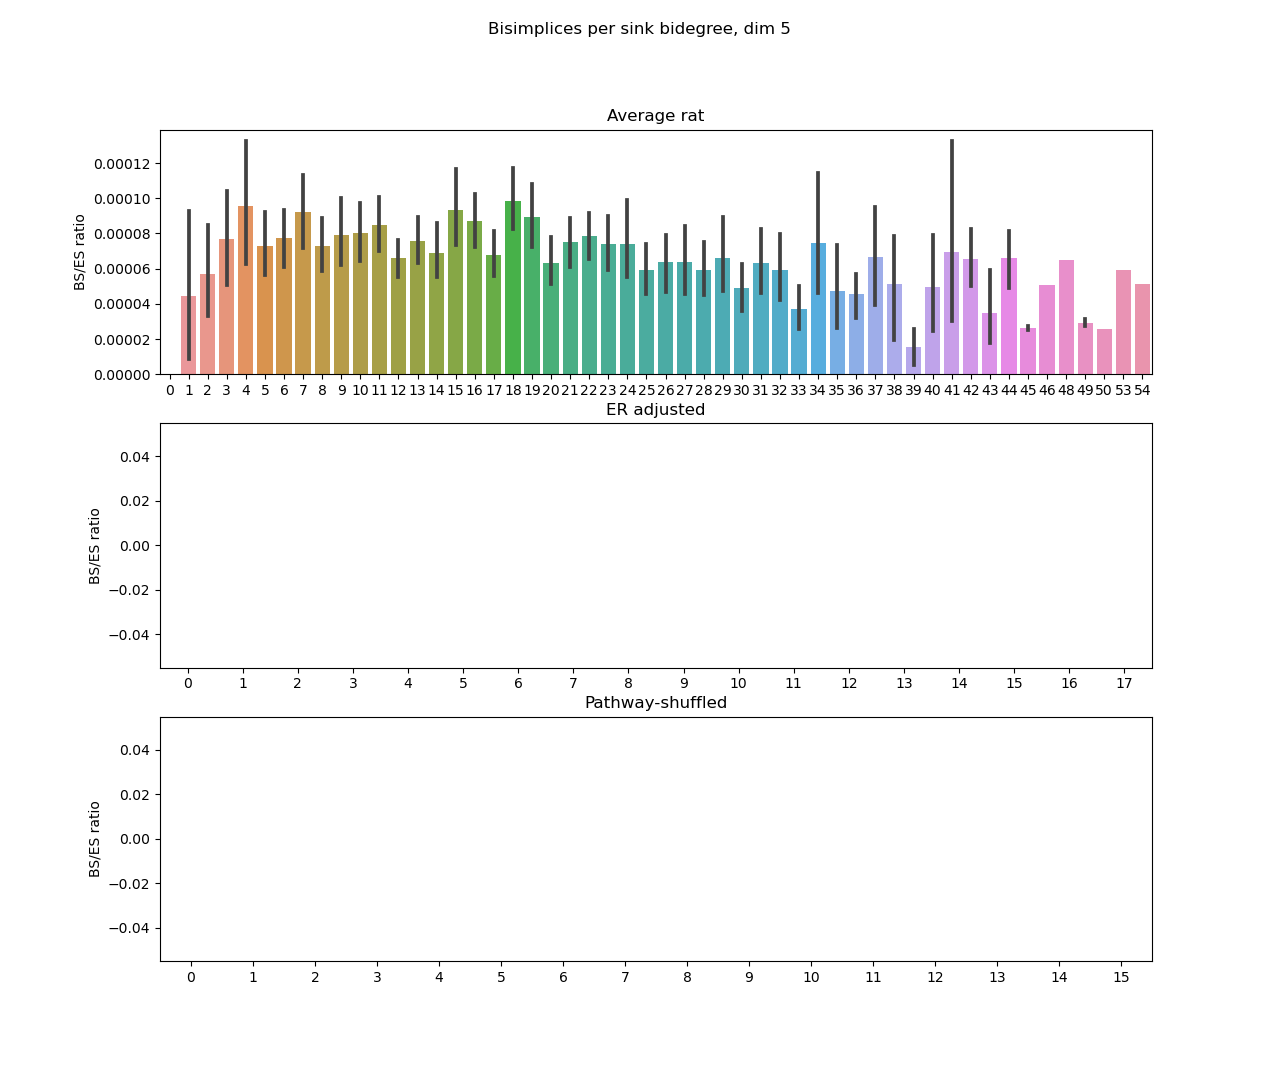 Bisimplices per sink bidegree, dim 5
Average rat
BS/ES ratio
0.00012
0.00010
0.00008
0.00006
0.00004
0.00002
0.00000
0 1 2 3 4 5 6 7 8 9 10 11 12 13 14 15 16 17 18 19 20 21 22 23 24 25 26 27 28 29 30 31 32 33 34 35 36 37 38 39 40 41 42 43 44 45 46 48 49 50 53 54
ER adjusted
BS/ES ratio
0.04
0.02
0.00
−0.02
−0.04
0 1 2 3 4 5 6 7 8 9 10 11 12 13 14 15 16 17
Pathway-shuffled
BS/ES ratio
0.04
0.02
0.00
−0.02
−0.04
0 1 2 3 4 5 6 7 8 9 10 11 12 13 14 15